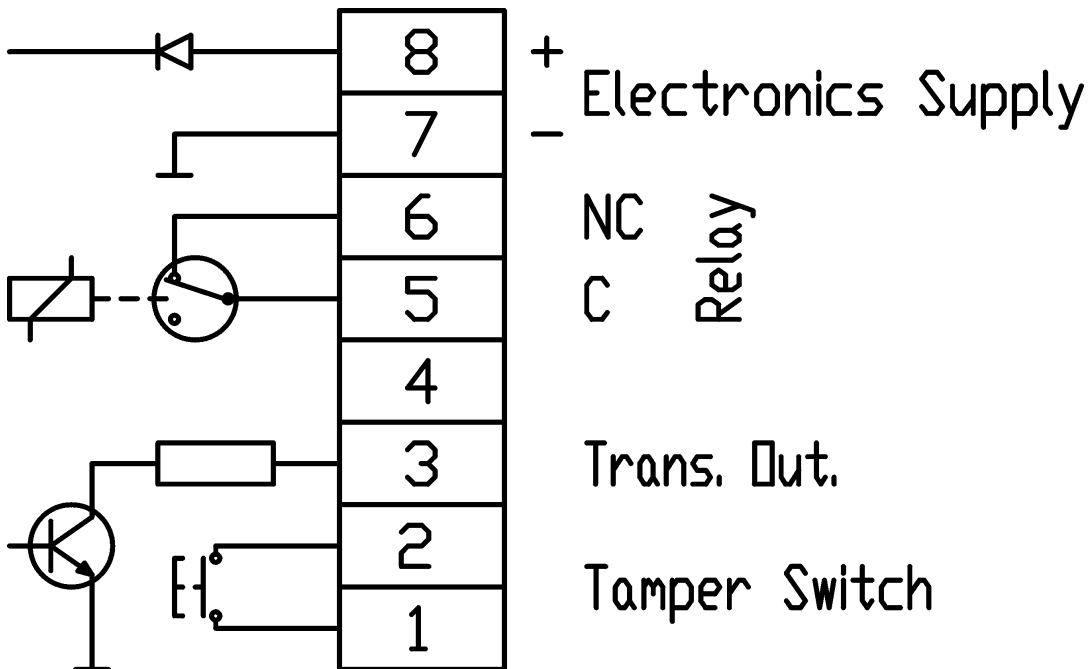 8 +
Electronics Supply
7 −
6 NC
Relay
5 C
4
3 Trans. Out.
2
Tamper Switch
1